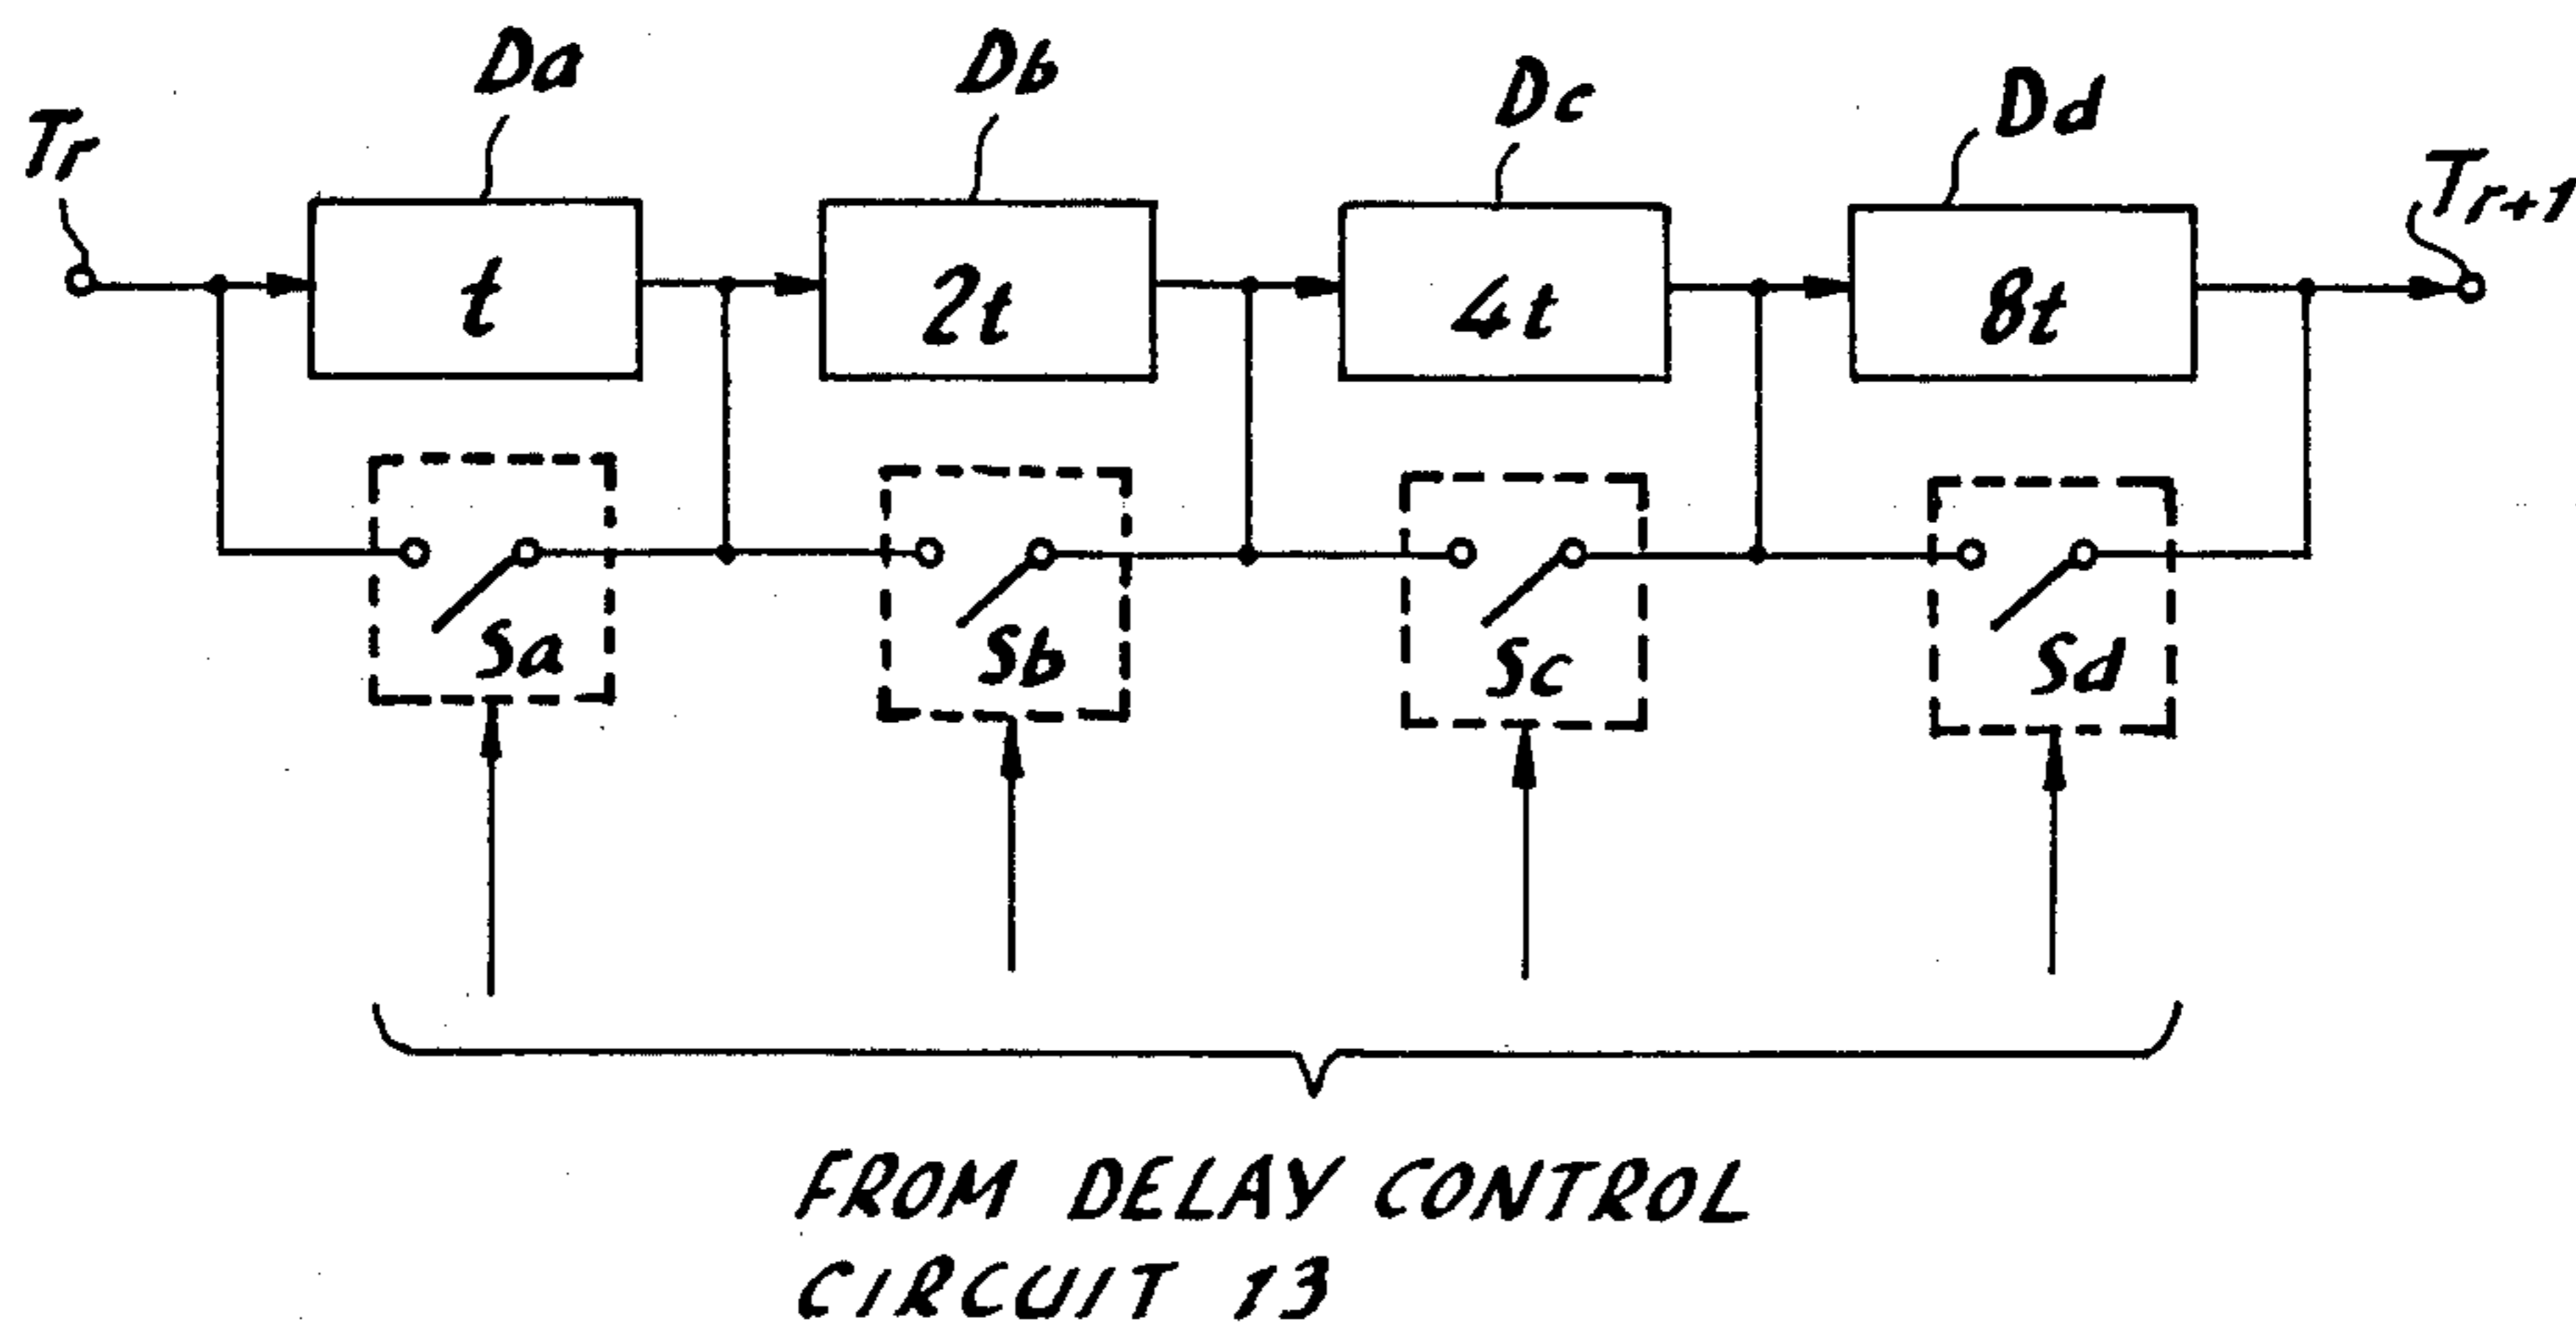 Tr
Da
Db
Dc
Dd
Tr+1
t
2t
4t
8t
Sa
Sb
Sc
Sd
FROM DELAY CONTROL
CIRCUIT 13